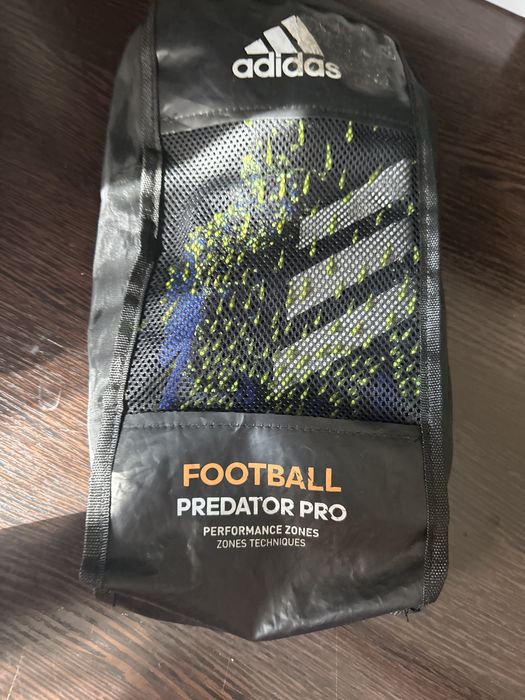 adidas
FOOTBALL
PREDATOR PRO
PERFORMANCE ZONES
ZONES TECHNIQUES